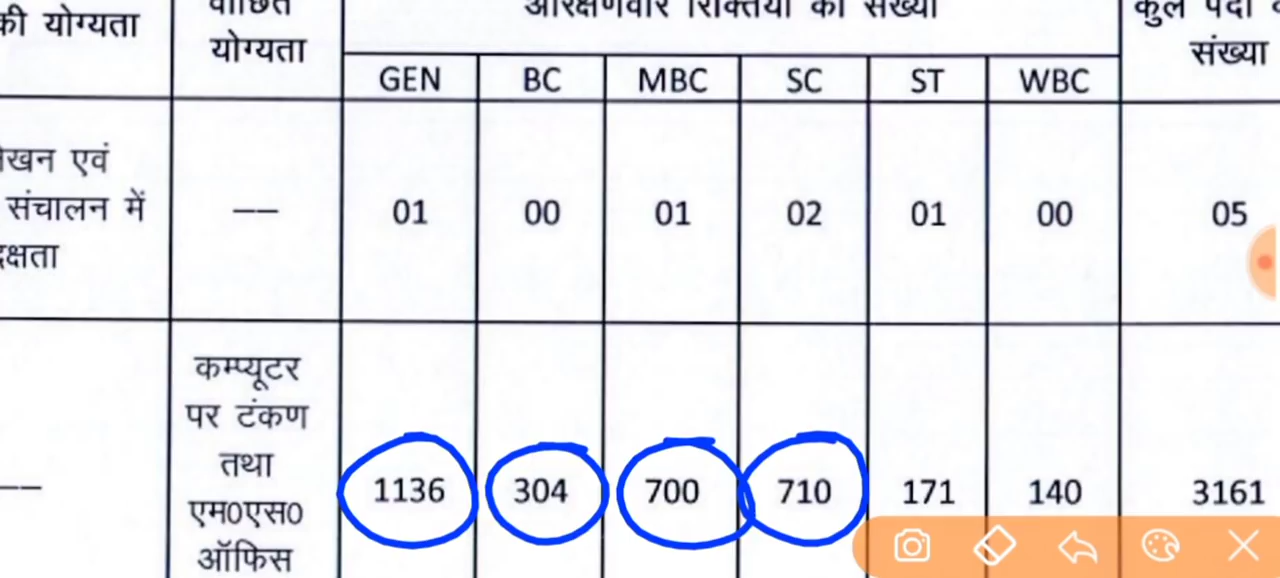 की योग्यता
वांछित
योग्यता
आरक्षणवार रिक्तियों की संख्या
कुल पदों
संख्या
GEN BC MBC SC ST WBC
एवं
संचालन में
दक्षता
-- 01 00 01 02 01 00 05
कम्प्यूटर
पर टंकण
तथा
एम0एस0
ऑफिस
-- 1136 304 700 710 171 140 3161